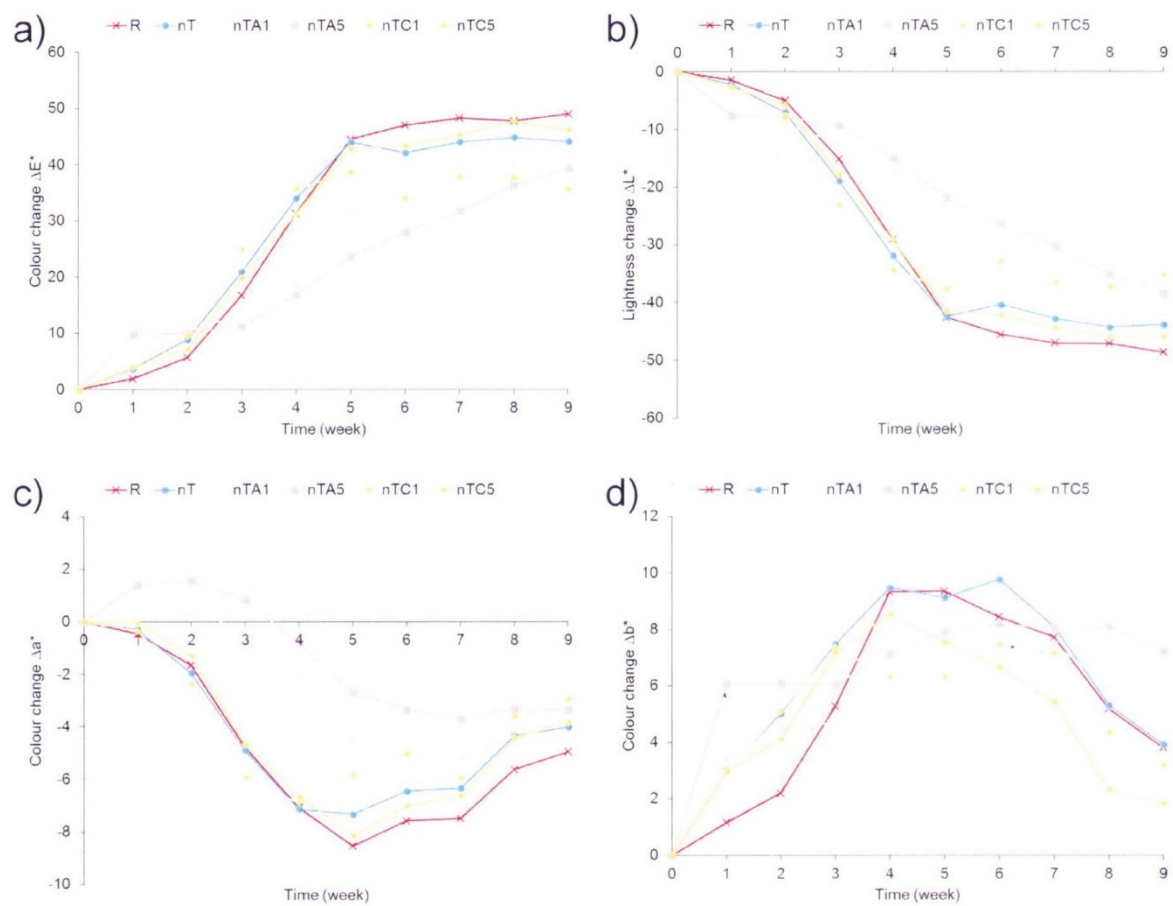 a)
R nT nTA1 nTA5 nTC1 nTC5
60
50
40
30
20
10
0
Colour change ΔE*
0 1 2 3 4 5 6 7 8 9
Time (week)
b)
R nT nTA1 nTA5 nTC1 nTC5
0 1 2 3 4 5 6 7 8 9
0
-10
-20
-30
-40
-50
-60
Lightness change ΔL*
Time (week)
c)
R nT nTA1 nTA5 nTC1 nTC5
4
2
0
-2
-4
-6
-8
-10
Colour change Δa*
0 1 2 3 4 5 6 7 8 9
Time (week)
d)
R nT nTA1 nTA5 nTC1 nTC5
12
10
8
6
4
2
0
Colour change Δb*
0 1 2 3 4 5 6 7 8 9
Time (week)